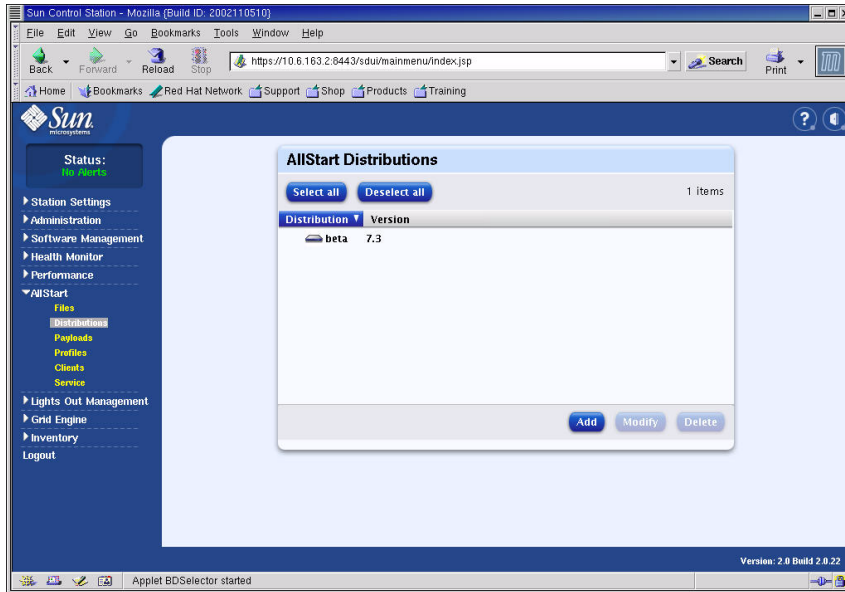 Sun Control Station - Mozilla {Build ID: 2002110510}
File Edit View Go Bookmarks Tools Window Help
Back Forward Reload Stop https://10.6.163.2:8443/sdui/mainmenu/index.jsp Search Print
Home Bookmarks Red Hat Network Support Shop Products Training
Sun
microsystems
Status:
No Alerts
Station Settings
Administration
Software Management
Health Monitor
Performance
AllStart
Files
Distributions
Payloads
Profiles
Clients
Service
Lights Out Management
Grid Engine
Inventory
Logout
AllStart Distributions
Select all Deselect all 1 items
Distribution Version
beta 7.3
Add Modify Delete
Version: 2.0 Build 2.0.22
Applet BDSelector started